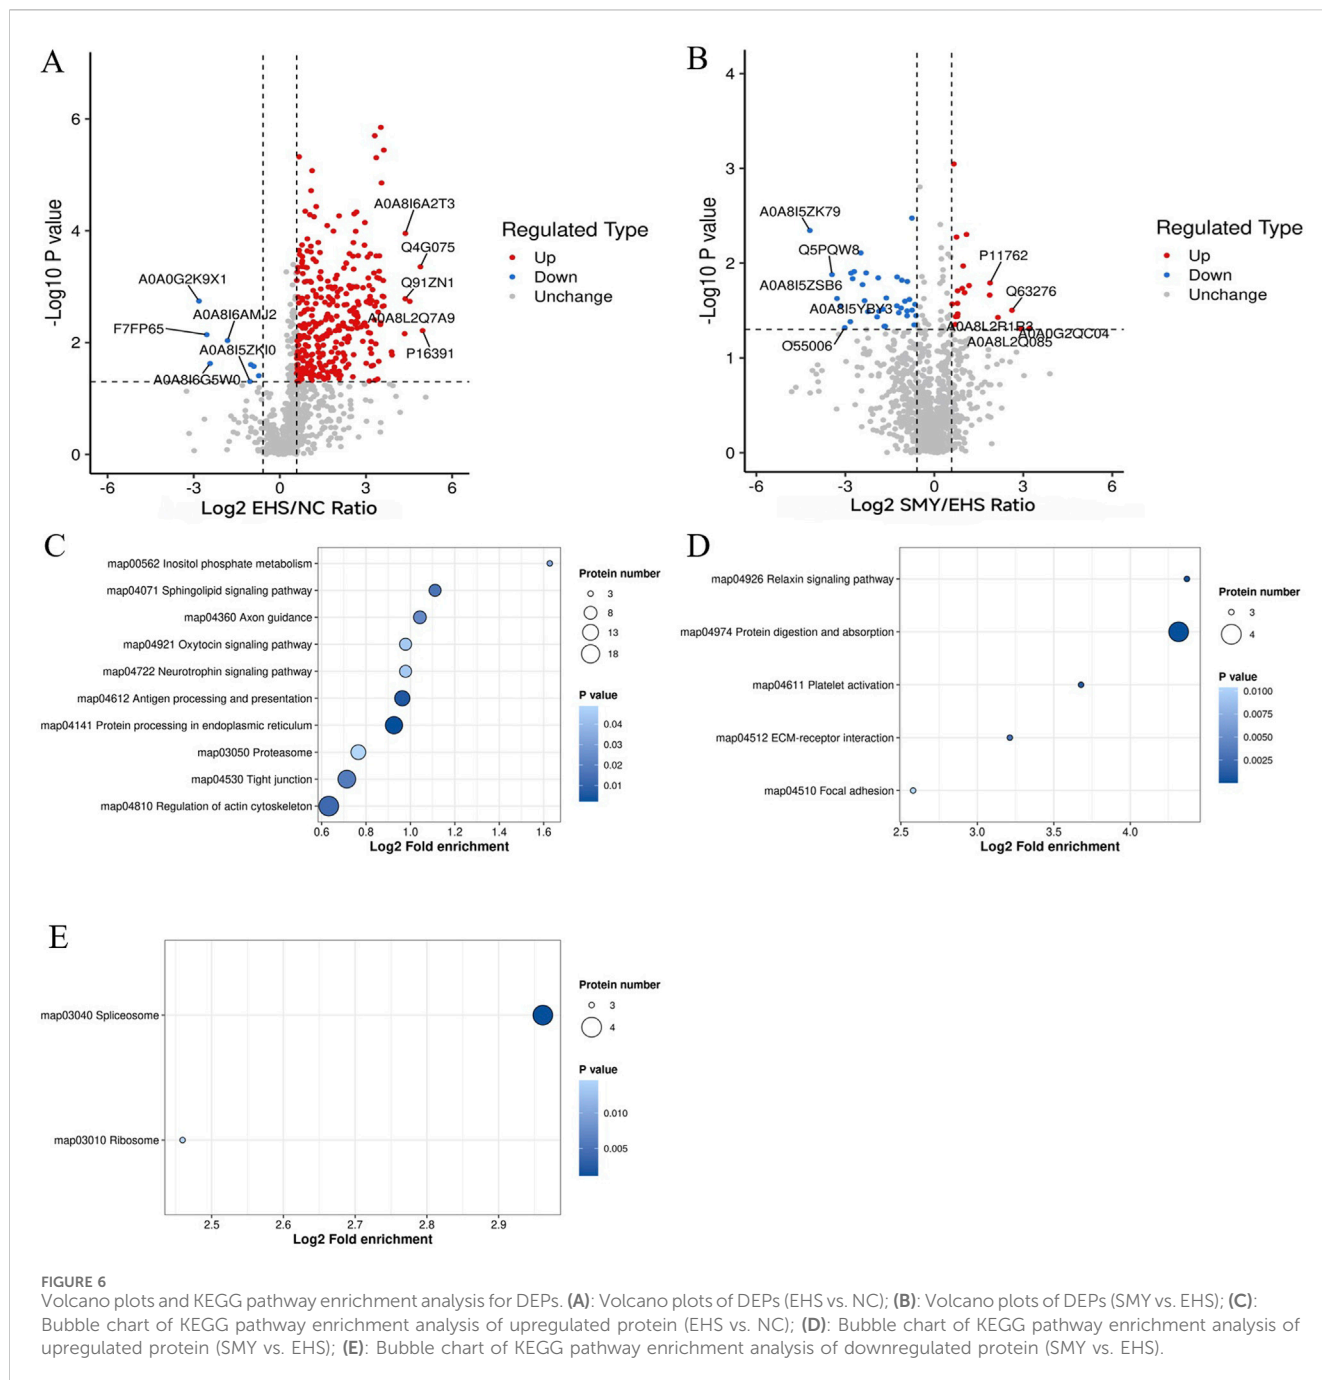 A
6
4
2
0
-6
-3
0
3
6
-Log10 P value
Log2 EHS/NC Ratio
A0A8I6A2T3
Q4G075
Q91ZN1
A0A8L2Q7A9
P16391
A0A0G2K9X1
A0A8I6AMJ2
F7FP65
A0A8I5ZKI0
A0A8I6G5W0
Regulated Type
Up
Down
Unchange
B
4
3
2
1
0
-6
-3
0
3
6
-Log10 P value
Log2 SMY/EHS Ratio
A0A8I5ZK79
Q5PQW8
A0A8I5ZSB6
A0A8I5YBY3
O55006
P11762
Q63276
A0A8L2R1R2
A0A0G2QC04
A0A8L2Q085
Regulated Type
Up
Down
Unchange
C
map00562 Inositol phosphate metabolism
map04071 Sphingolipid signaling pathway
map04360 Axon guidance
map04921 Oxytocin signaling pathway
map04722 Neurotrophin signaling pathway
map04612 Antigen processing and presentation
map04141 Protein processing in endoplasmic reticulum
map03050 Proteasome
map04530 Tight junction
map04810 Regulation of actin cytoskeleton
0.6 0.8 1.0 1.2 1.4 1.6
Log2 Fold enrichment
Protein number
3
8
13
18
P value
0.04
0.03
0.02
0.01
D
map04926 Relaxin signaling pathway
map04974 Protein digestion and absorption
map04611 Platelet activation
map04512 ECM-receptor interaction
map04510 Focal adhesion
2.5 3.0 3.5 4.0
Log2 Fold enrichment
Protein number
3
4
P value
0.0100
0.0075
0.0050
0.0025
E
map03040 Spliceosome
map03010 Ribosome
2.5 2.6 2.7 2.8 2.9
Log2 Fold enrichment
Protein number
3
4
P value
0.010
0.005
FIGURE 6
Volcano plots and KEGG pathway enrichment analysis for DEPs. (A): Volcano plots of DEPs (EHS vs. NC); (B): Volcano plots of DEPs (SMY vs. EHS); (C):
Bubble chart of KEGG pathway enrichment analysis of upregulated protein (EHS vs. NC); (D): Bubble chart of KEGG pathway enrichment analysis of
upregulated protein (SMY vs. EHS); (E): Bubble chart of KEGG pathway enrichment analysis of downregulated protein (SMY vs. EHS).